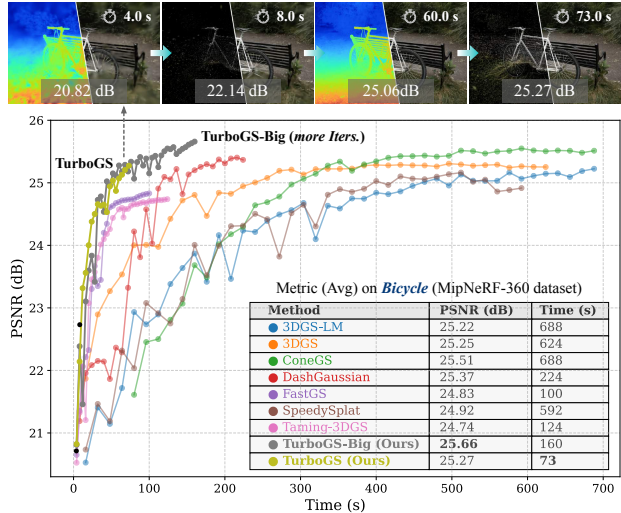 4.0 s 8.0 s 60.0 s 73.0 s
20.82 dB 22.14 dB 25.06dB 25.27 dB
26
TurboGS-Big (more Iters.)
TurboGS
25
24
23
22
21
PSNR (dB)
Metric (Avg) on Bicycle (MipNeRF-360 dataset)
Method PSNR (dB) Time (s)
3DGS-LM 25.22 688
3DGS 25.25 624
ConeGS 25.51 688
DashGaussian 25.37 224
FastGS 24.83 100
SpeedySplat 24.92 592
Taming-3DGS 24.74 124
TurboGS-Big (Ours) 25.66 160
TurboGS (Ours) 25.27 73
0 100 200 300 400 500 600 700
Time (s)